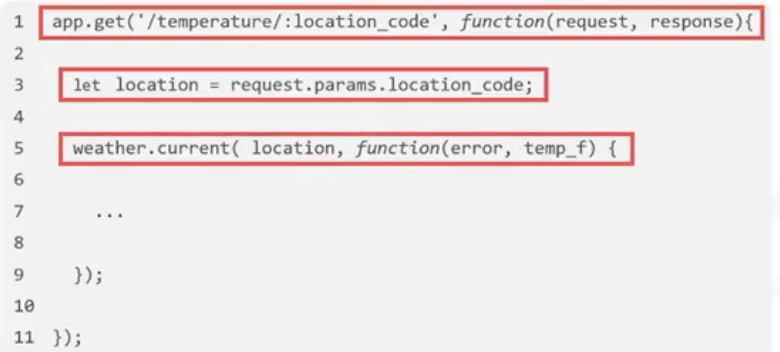 1 app.get('/temperature/:location_code', function(request, response){
2
3 let location = request.params.location_code;
4
5 weather.current( location, function(error, temp_f) {
6
7 ...
8
9 });
10
11 });